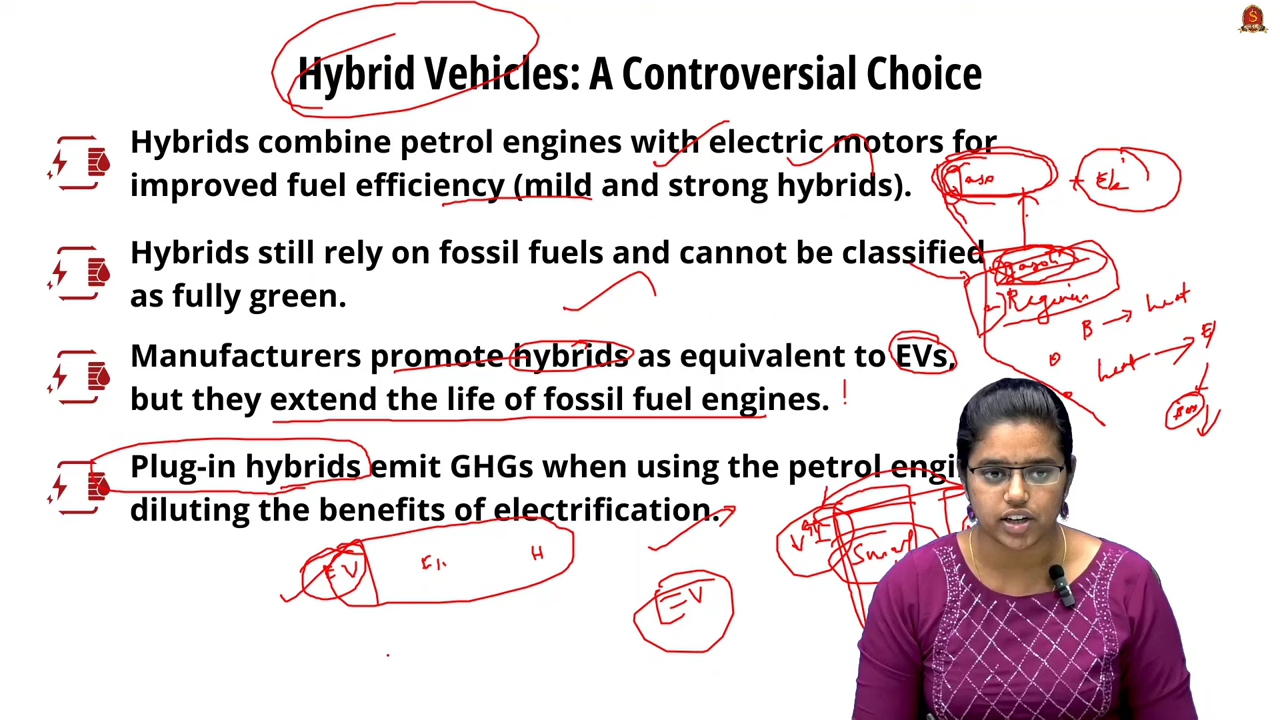 Hybrid Vehicles: A Controversial Choice
Hybrids combine petrol engines with electric motors for
improved fuel efficiency (mild and strong hybrids).
Hybrids still rely on fossil fuels and cannot be classified
as fully green.
Manufacturers promote hybrids as equivalent to EVs,
but they extend the life of fossil fuel engines. !
Plug-in hybrids emit GHGs when using the petrol engi
diluting the benefits of electrification.
B → heat
heat →
EV
H
EV
S